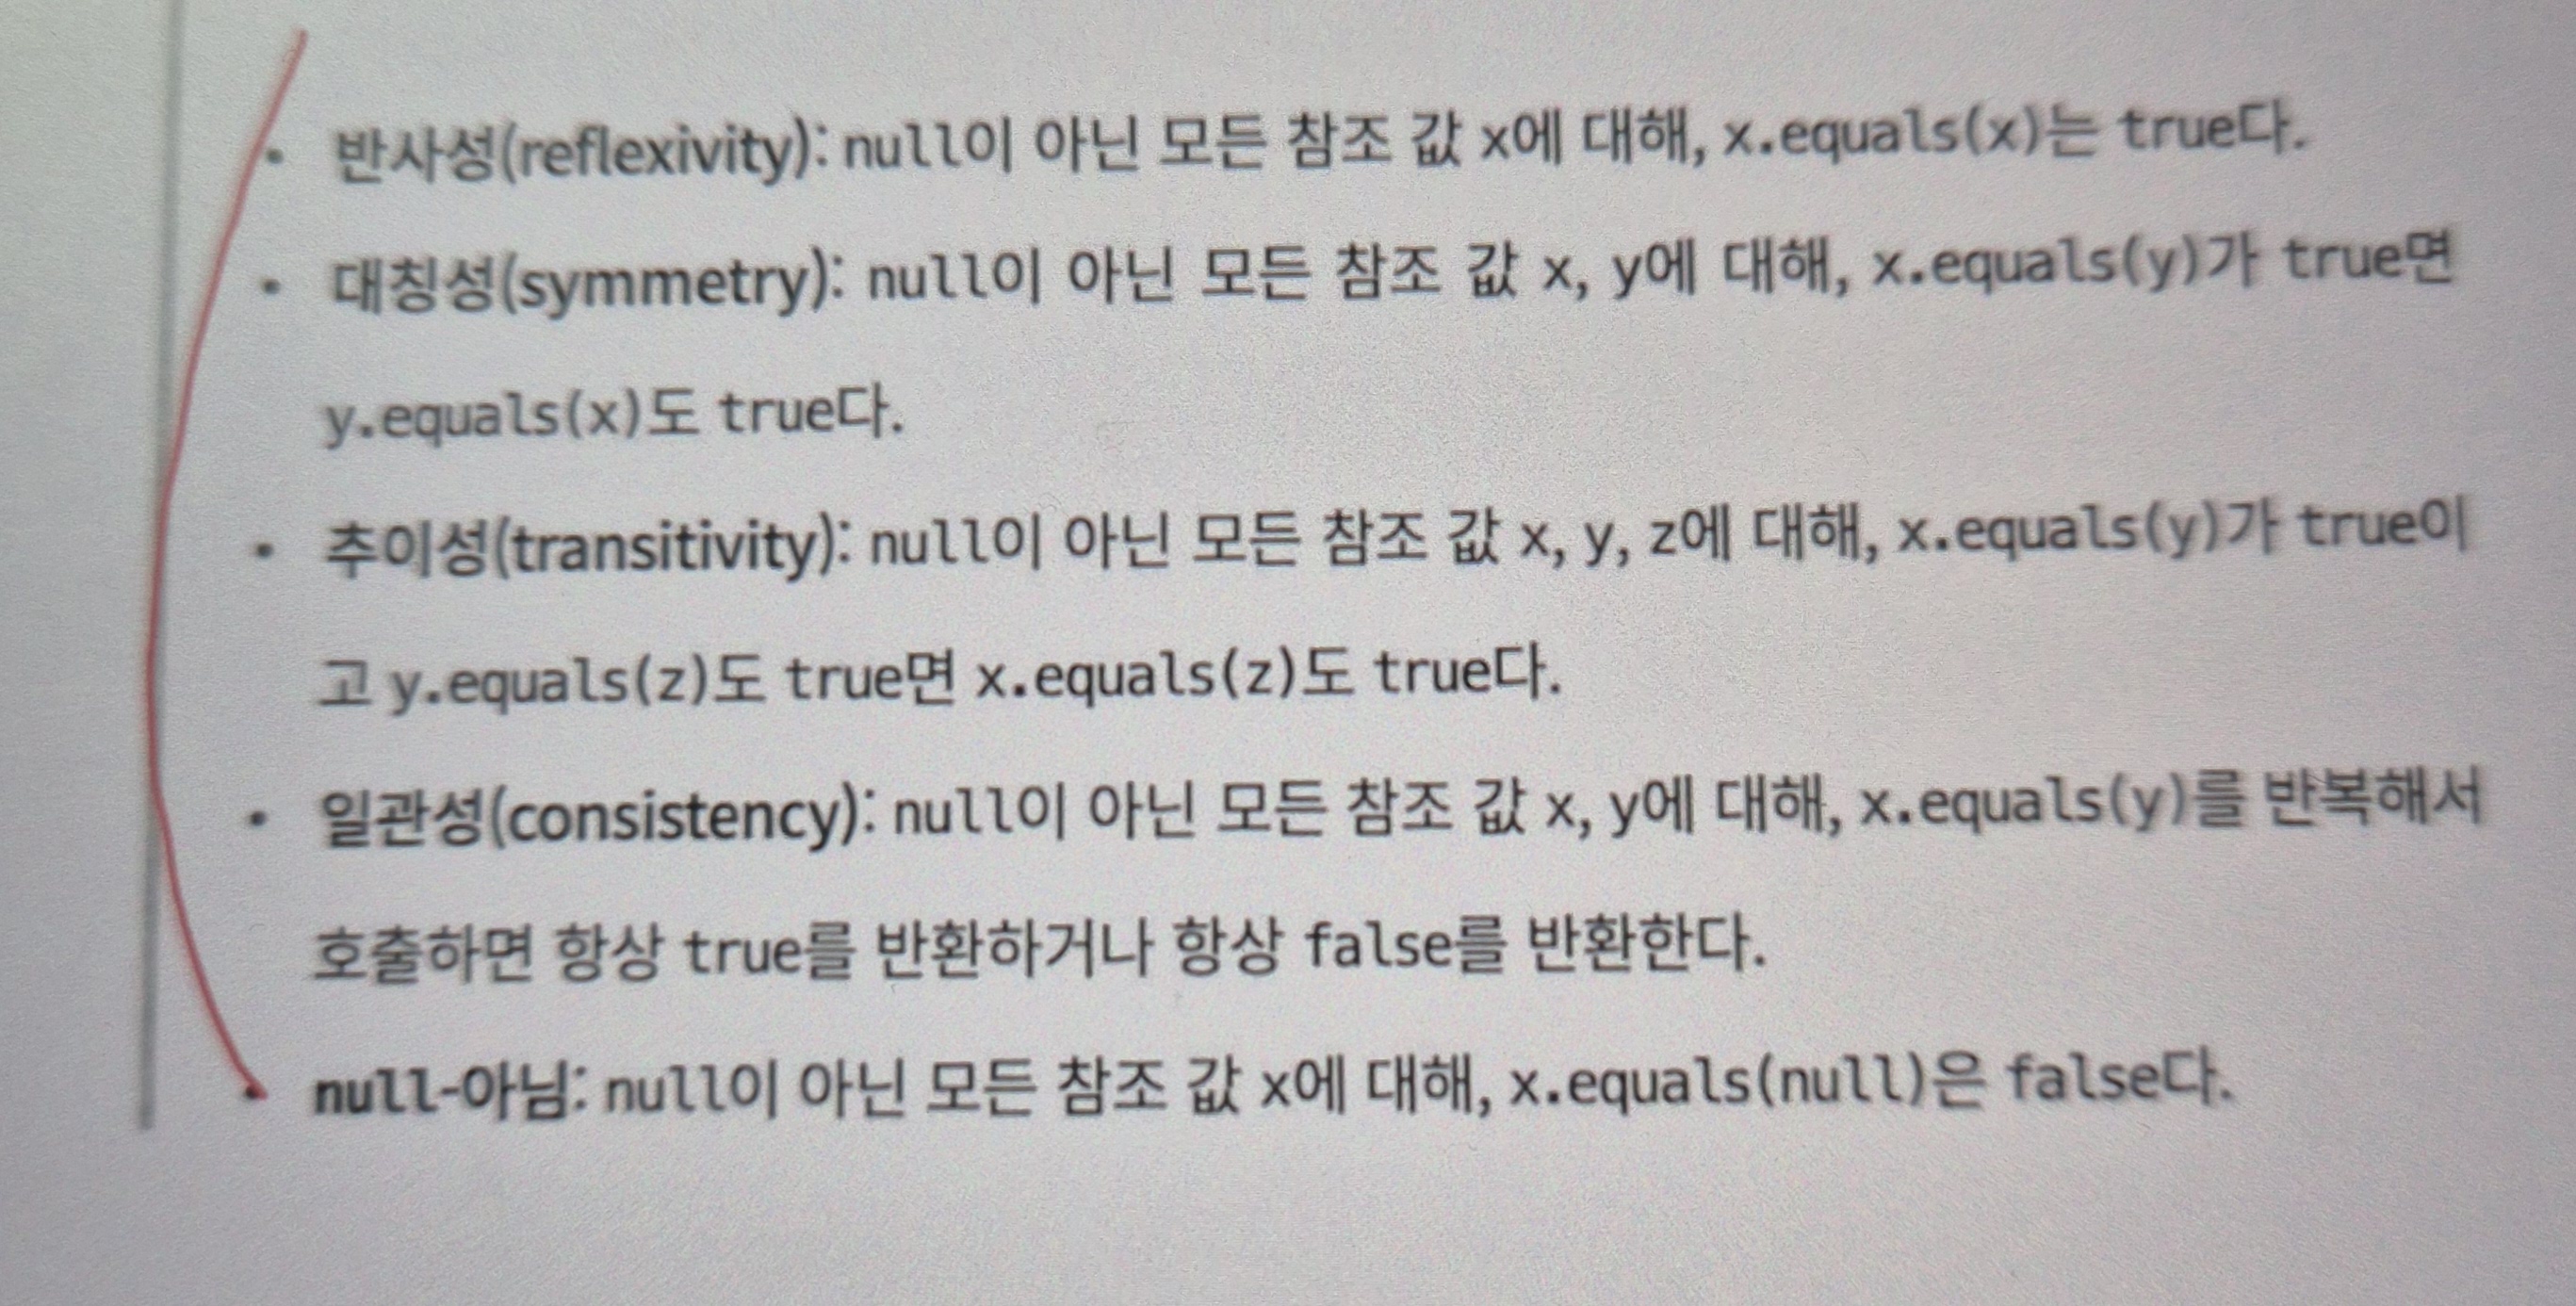 • 반사성(reflexivity): null이 아닌 모든 참조 값 x에 대해, x.equals(x)는 true다.
• 대칭성(symmetry): null이 아닌 모든 참조 값 x, y에 대해, x.equals(y)가 true면
y.equals(x)도 true다.
• 추이성(transitivity): null이 아닌 모든 참조 값 x, y, z에 대해, x.equals(y)가 true이
고 y.equals(z)도 true면 x.equals(z)도 true다.
• 일관성(consistency): null이 아닌 모든 참조 값 x, y에 대해, x.equals(y)를 반복해서
호출하면 항상 true를 반환하거나 항상 false를 반환한다.
• null-아님: null이 아닌 모든 참조 값 x에 대해, x.equals(null)은 false다.